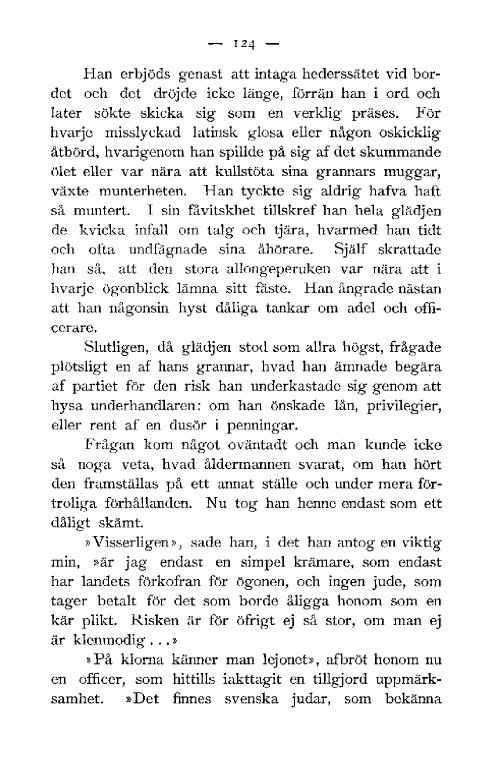 — 124 —
Han erbjöds genast att intaga hederssätet vid bor-
det och det dröjde icke länge, förrän han i ord och
later sökte skicka sig som en verklig präses. För
hvarje misslyckad latinsk glosa eller någon oskicklig
åtbörd, hvarigenom han spillde på sig af det skummande
ölet eller var nära att kullstöta sina grannars muggar,
växte munterheten. Han tyckte sig aldrig hafva haft
så muntert. I sin fåvitskhet tillskref han hela glädjen
de kvicka infall om talg och tjära, hvarmed han tidt
och ofta undfägnade sina åhörare. Själf skrattade
han så, att den stora allongeperuken var nära att i
hvarje ögonblick lämna sitt fäste. Han ångrade nästan
att han någonsin hyst dåliga tankar om adel och offi-
cerare.
Slutligen, då glädjen stod som allra högst, frågade
plötsligt en af hans grannar, hvad han ämnade begära
af partiet för den risk han underkastade sig genom att
hysa underhandlaren: om han önskade lån, privilegier,
eller rent af en dusör i penningar.
Frågan kom något oväntadt och man kunde icke
så noga veta, hvad åldermannen svarat, om han hört
den framställas på ett annat ställe och under mera för-
troliga förhållanden. Nu tog han henne endast som ett
dåligt skämt.
»Visserligen», sade han, i det han antog en viktig
min, »är jag endast en simpel krämare, som endast
har landets förkofran för ögonen, och ingen jude, som
tager betalt för det som borde åligga honom som en
kär plikt. Risken är för öfrigt ej så stor, om man ej
är klenmodig . . .»
»På klorna känner man lejonet», afbröt honom nu
en officer, som hittills iakttagit en tillgjord uppmärk-
samhet. »Det finnes svenska judar, som bekänna